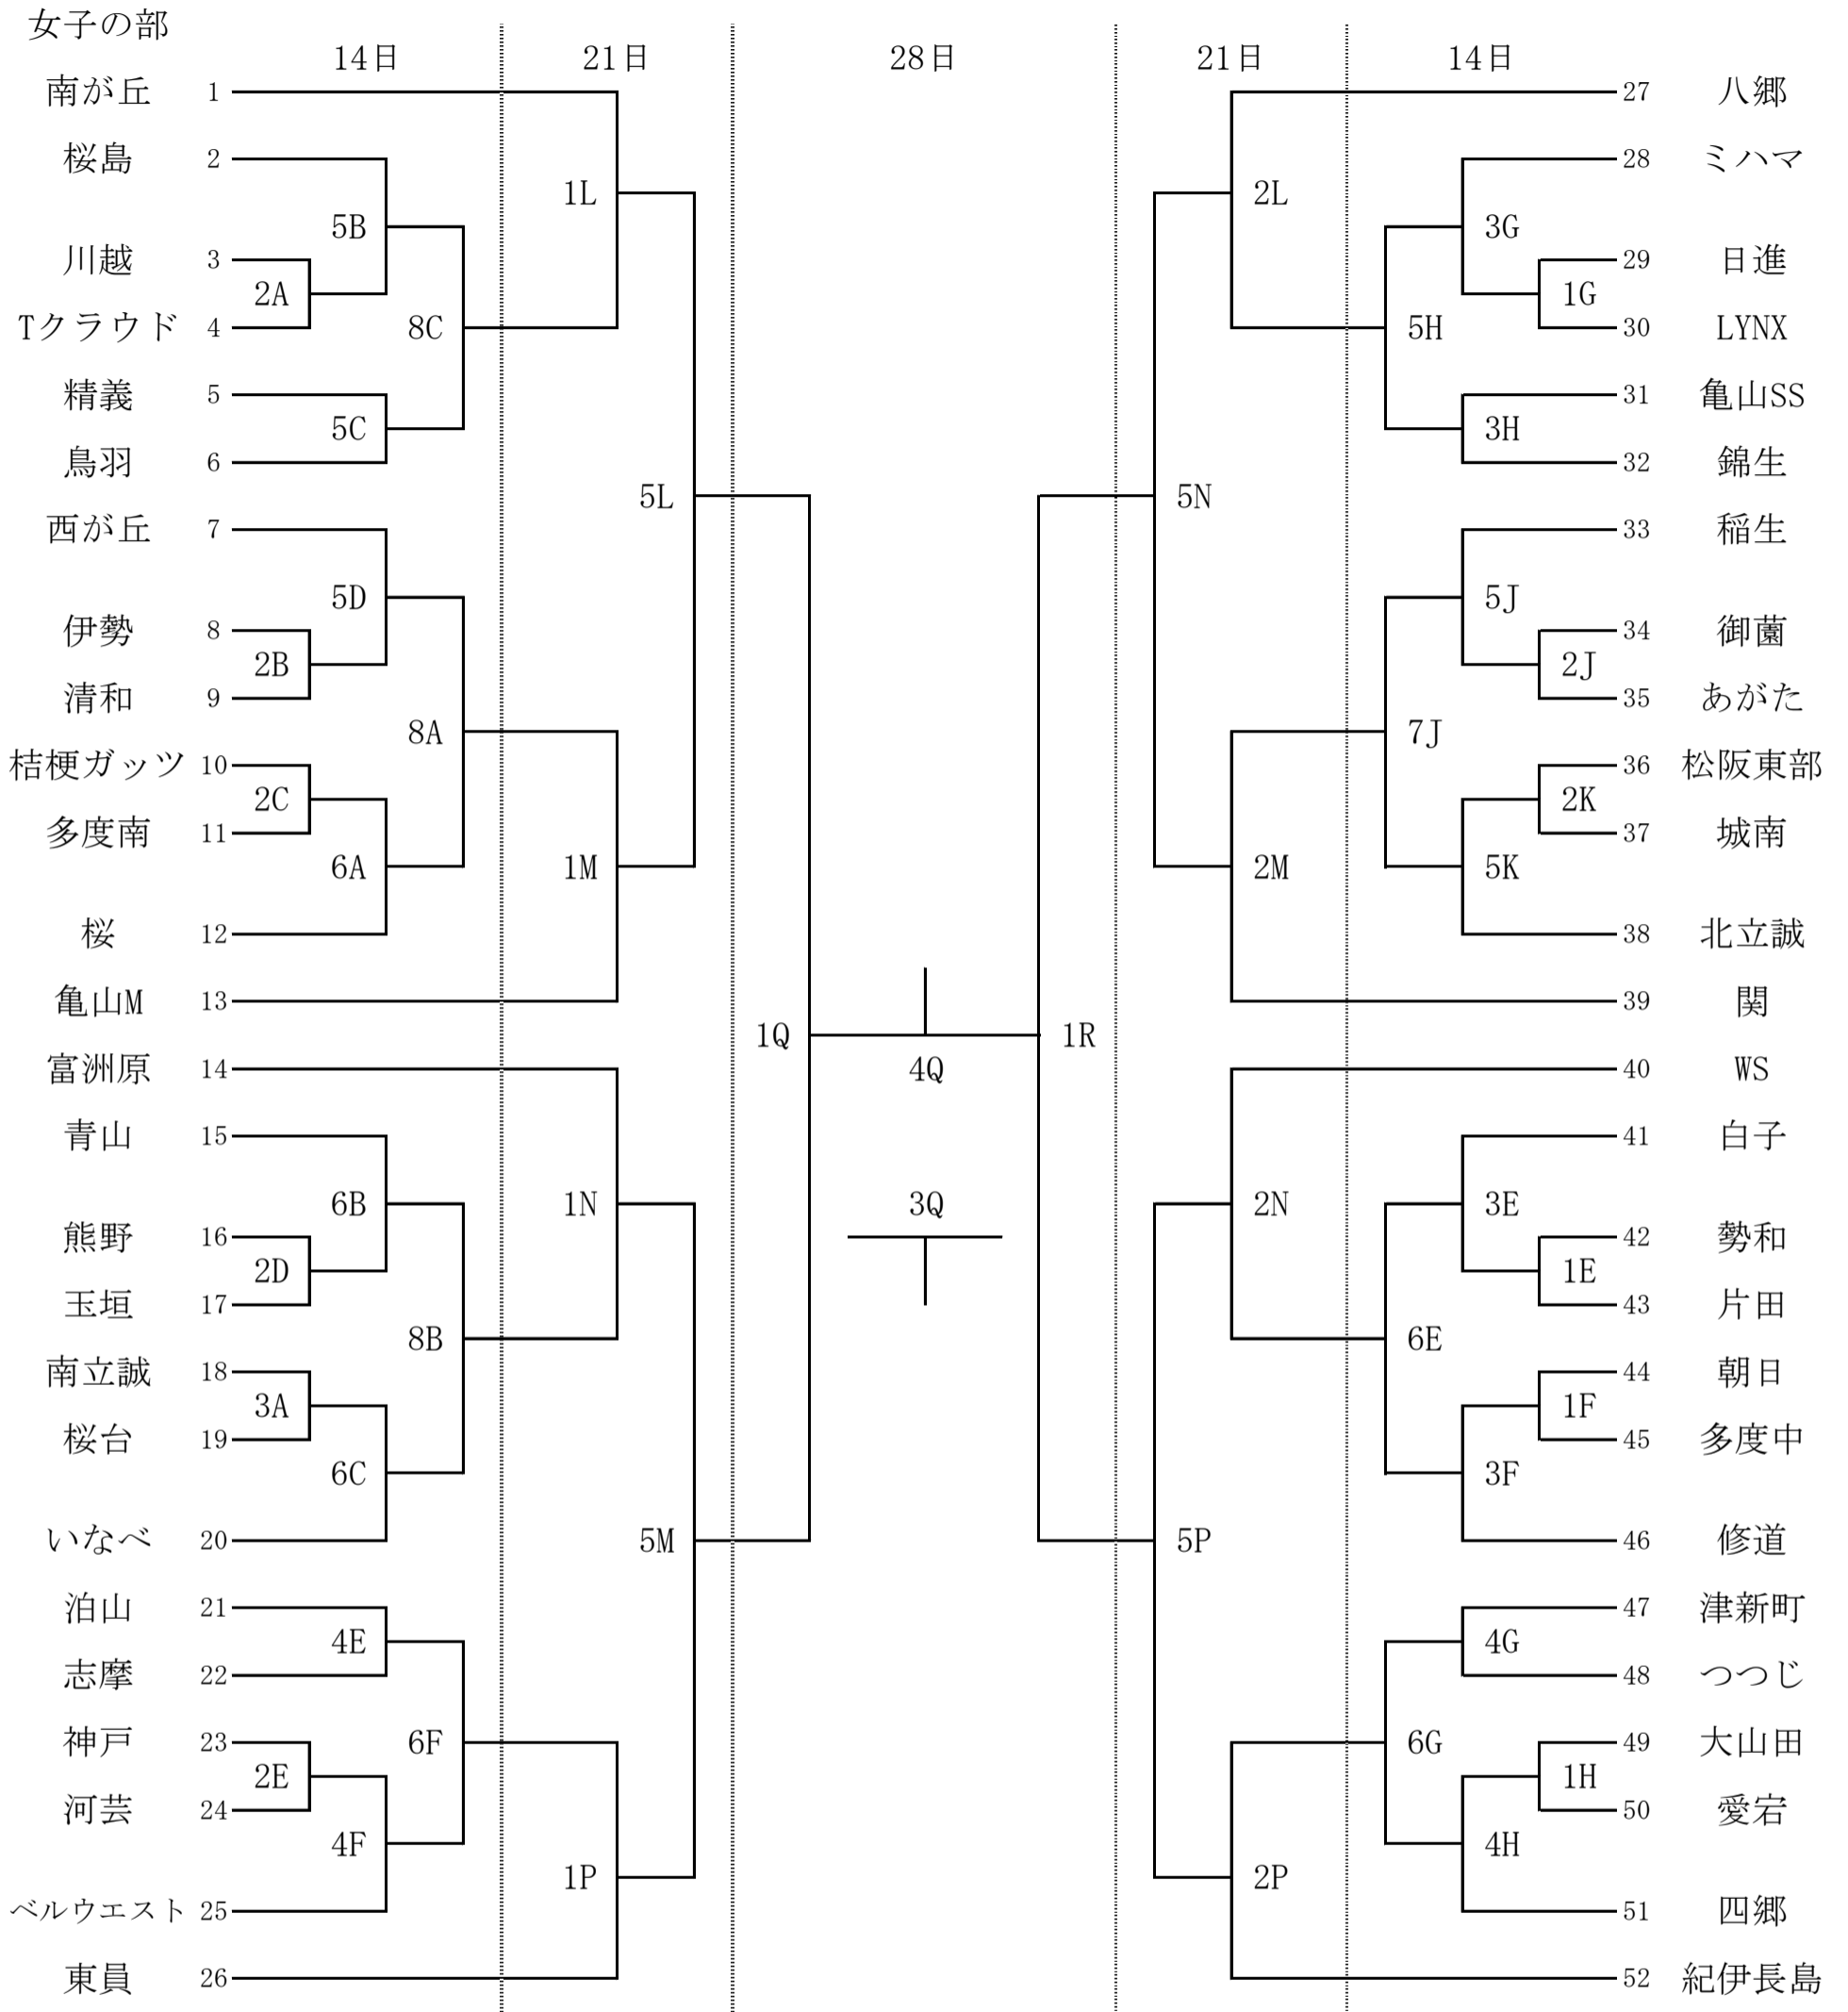 女子の部
14日 21日 28日 21日 14日
南が丘 1 27 八郷
桜島 2 28 ミハマ
1L 2L
5B 3G
川越 3 29 日進
2A 1G
Tクラウド 4 8C 5H 30 LYNX
精義 5 31 亀山SS
5C 3H
鳥羽 6 32 錦生
5L 5N
西が丘 7 33 稲生
5D 5J
伊勢 8 34 御薗
2B 2J
清和 9 35 あがた
8A 7J
桔梗ガッツ 10 36 松阪東部
2C 2K
多度南 11 37 城南
6A 1M 2M 5K
桜 12 38 北立誠
亀山M 13 39 関
1Q 1R
富洲原 14 4Q 40 WS
青山 15 41 白子
6B 1N 3Q 2N 3E
熊野 16 42 勢和
2D 1E
玉垣 17 43 片田
8B 6E
南立誠 18 44 朝日
3A 1F
桜台 19 45 多度中
6C 3F
いなべ 20 5M 5P 46 修道
泊山 21 47 津新町
4E 4G
志摩 22 48 つつじ
神戸 23 6F 6G 49 大山田
2E 1H
河芸 24 50 愛宕
4F 4H
1P 2P
ベルウエスト 25 51 四郷
東員 26 52 紀伊長島